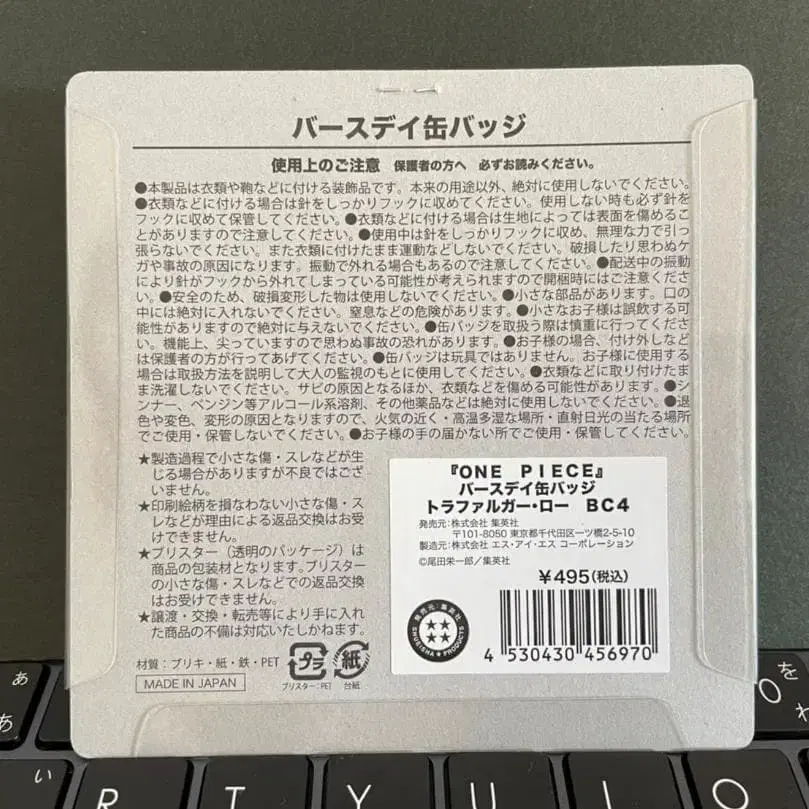 バースデイ缶バッジ
使用上のご注意 保護者の方へ 必ずお読みください。
●本製品は衣類や鞄などに付ける装飾品です。本来の用途以外、絶対に使用しないでください。
●衣類などに付ける場合は針をしっかりフックに収めてください。使用しない時も必ず針を
フックに収めて保管してください。●衣類などに付ける場合は生地によっては表面を傷めるこ
とがありますので注意してください。●使用中は針をしっかりフックに収め、無理な力で引っ
張らないでください。また衣類に付けたまま運動などしないでください。破損したり思わぬケ
ガや事故の原因になります。振動で外れる場合もあるので注意してください。●配送中の振動
により針がフックから外れてしまっている可能性が考えられますので開梱時にはご注意くださ
い。●安全のため、破損変形した物は使用しないでください。●小さな部品があります。口の
中には絶対に入れないでください。窒息などの危険があります。●小さなお子様は誤飲する可
能性がありますので絶対に与えないでください。●缶バッジを取扱う際は慎重に行ってくださ
い。機能上、尖っていますので思わぬ事故の恐れがあります。●お子様の場合、付け外しなど
は保護者の方が行ってあげてください。●缶バッジは玩具ではありません。お子様に使用する
場合は取扱方法を説明して大人の監視のもとに使用してください。●衣類などに取り付けたま
ま洗濯しないでください。サビの原因となるほか、衣類などを傷める可能性があります。●シ
ンナー、ベンジン等アルコール系溶剤、その他薬品などは絶対に使用しないでください。●退
色や変色、変形の原因となりますので、火気の近く・高温多湿な場所・直射日光の当たる場所
でご使用・保管しないでください。●お子様の手の届かない所でご使用・保管してください。
★製造過程で小さな傷・スレなどが生
じる場合がありますが不良ではござ
いません。
★印刷絵柄を損なわない小さな傷・ス
レなどが理由による返品交換はお受
けできません。
★ブリスター（透明のパッケージ）は
商品の包装材となります。ブリスター
の小さな傷・スレなどでの返品交換
はお受けできません。
★譲渡・交換・転売等により手に入れ
た商品の不備は対応いたしかねます。
材質：ブリキ・紙・鉄・PET
MADE IN JAPAN
プラ
ブリスター：PET
紙
台紙
『ONE PIECE』
バースデイ缶バッジ
トラファルガー・ロー BC4
発売元：株式会社 集英社
〒101-8050 東京都千代田区一ツ橋2-5-10
製造元：株式会社 エス・アイ・エス コーポレーション
©尾田栄一郎／集英社
¥495(税込)
発売元：集英社
SHUEISHA PRODUCTS
4 530430 456970
あ
あ
い
R
T
Y
U
I
O
を
わ
0